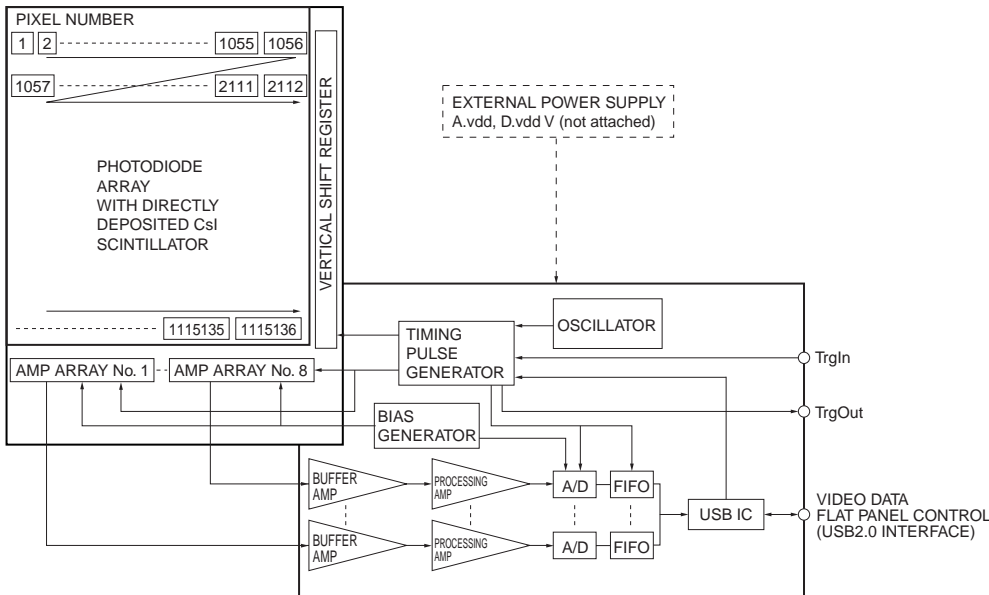 PIXEL NUMBER
1 2 1055 1056
1057 2111 2112
PHOTODIODE
ARRAY
WITH DIRECTLY
DEPOSITED CsI
SCINTILLATOR
1115135 1115136
VERTICAL SHIFT REGISTER
EXTERNAL POWER SUPPLY
A.vdd, D.vdd V (not attached)
AMP ARRAY No. 1 AMP ARRAY No. 8
TIMING
PULSE
GENERATOR
OSCILLATOR
TrgIn
TrgOut
BIAS
GENERATOR
BUFFER
AMP
PROCESSING
AMP
A/D
FIFO
BUFFER
AMP
PROCESSING
AMP
A/D
FIFO
USB IC
VIDEO DATA
FLAT PANEL CONTROL
(USB2.0 INTERFACE)